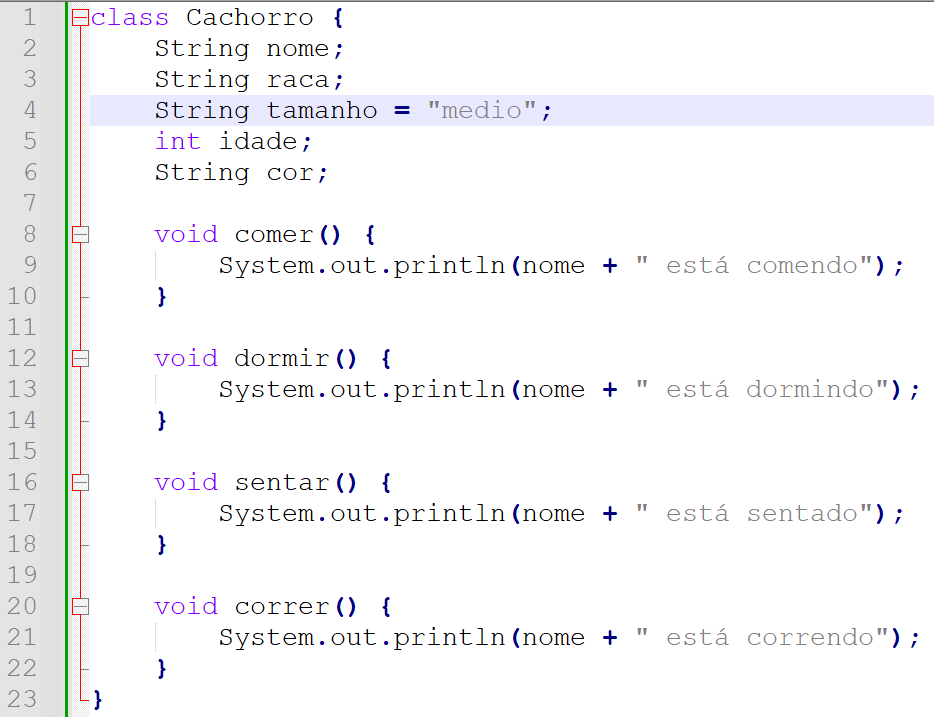 1 class Cachorro {
2 String nome;
3 String raca;
4 String tamanho = "medio";
5 int idade;
6 String cor;
7
8 void comer() {
9 System.out.println(nome + " está comendo");
10 }
11
12 void dormir() {
13 System.out.println(nome + " está dormindo");
14 }
15
16 void sentar() {
17 System.out.println(nome + " está sentado");
18 }
19
20 void correr() {
21 System.out.println(nome + " está correndo");
22 }
23 }